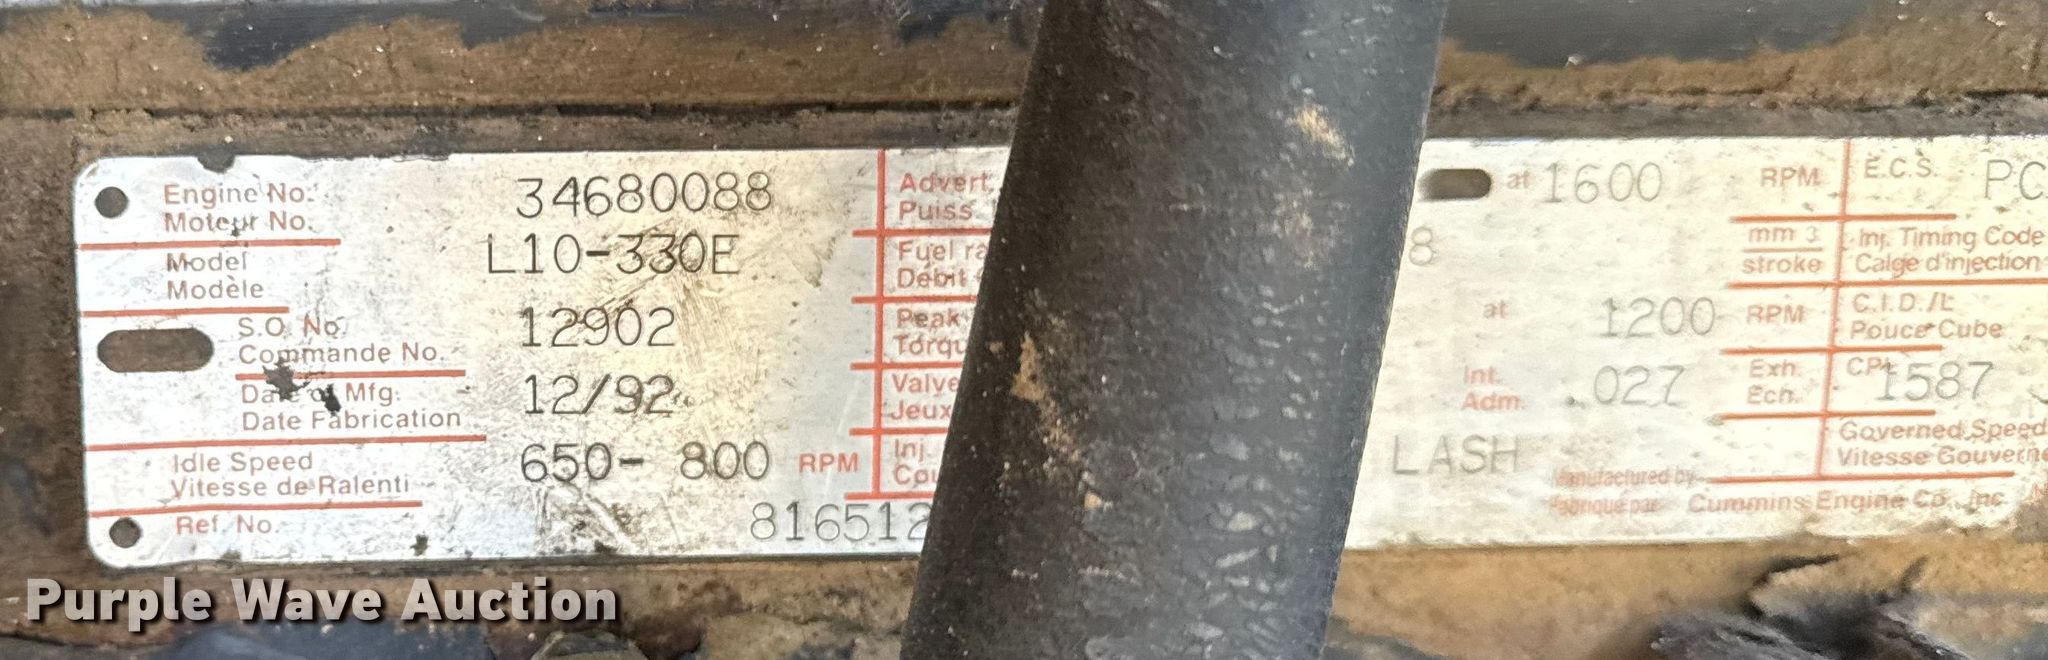 Engine No. 34680088
Moteur No.
Model L10-330E
Modèle
S.O. No. 12902
Commande No.
Date of Mfg. 12/92
Date Fabrication
Idle Speed 650- 800 RPM
Vitesse de Ralenti
Ref. No. 816512
Advert.
Puiss
at 1600 RPM
E.C.S. PC
Fuel ra
Débit
8 mm 3
stroke
Inj. Timing Code
Calge d'injection
Peak
Torqu
at 1200 RPM
C.I.D./L
Pouce Cube
Valve
Jeux
Int. .027 Exh.
Adm. Ech.
CPL 1587
Inj.
Cou
LASH
Governed Speed
Vitesse Gouverne
Manufactured by
Fabriqué par Cummins Engine Co., Inc.
Purple Wave Auction